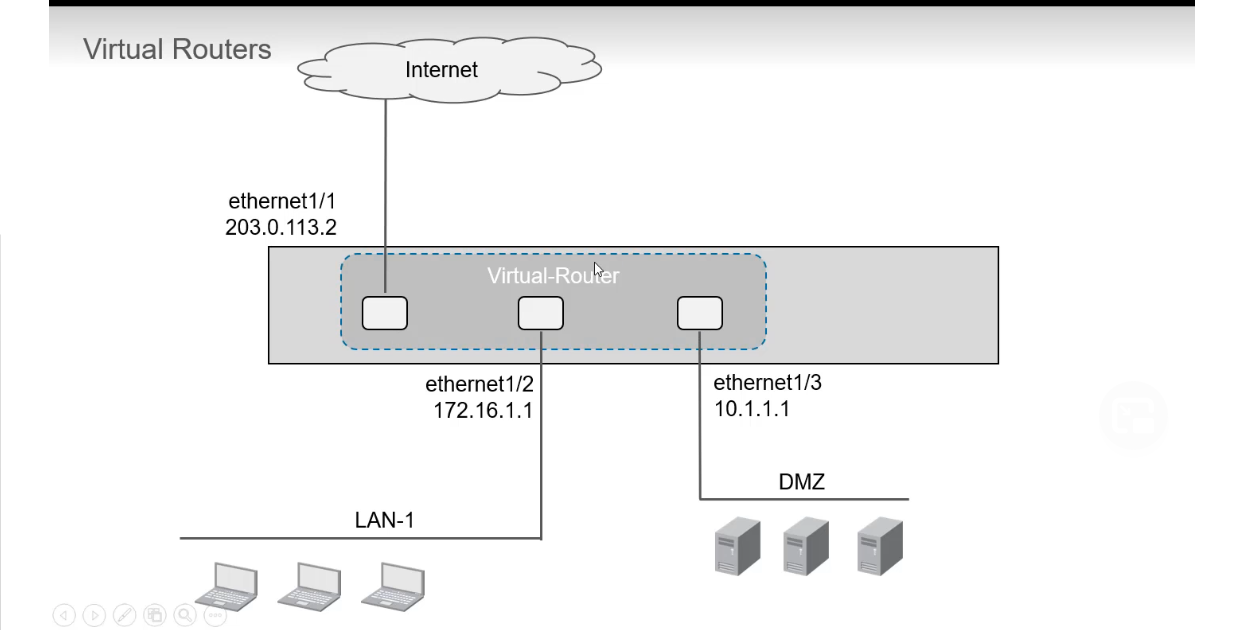 Virtual Routers
Internet
ethernet1/1
203.0.113.2
Virtual-Router
ethernet1/2
172.16.1.1
ethernet1/3
10.1.1.1
DMZ
LAN-1